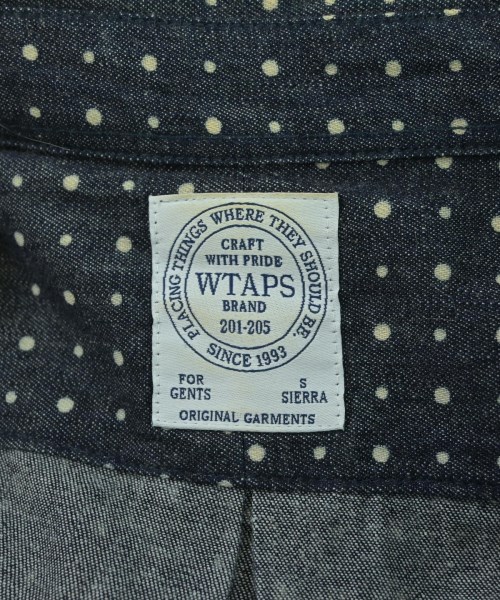 PLACING THINGS WHERE THEY SHOULD BE.
CRAFT
WITH PRIDE
WTAPS
BRAND
201-205
SINCE 1993
FOR
GENTS
S
SIERRA
ORIGINAL GARMENTS